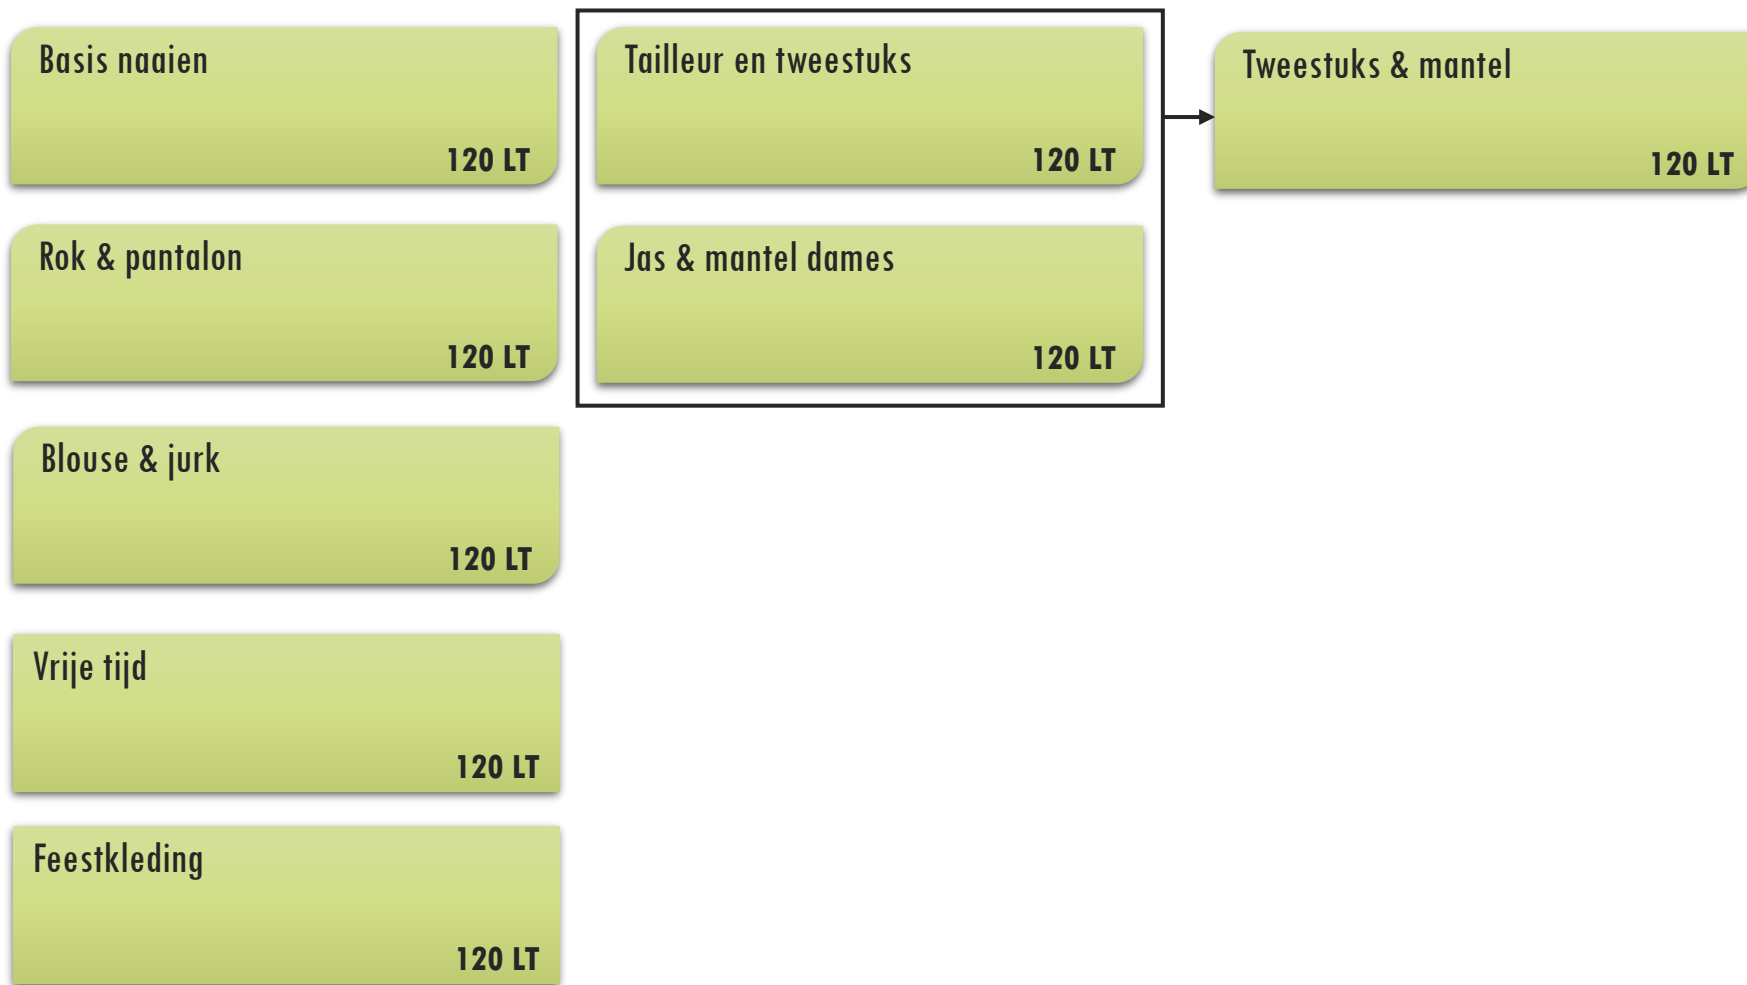 Basis naaien
120 LT
Rok & pantalon
120 LT
Blouse & jurk
120 LT
Vrije tijd
120 LT
Feestkleding
120 LT
Tailleur en tweestuks
120 LT
Jas & mantel dames
120 LT
Tweestuks & mantel
120 LT